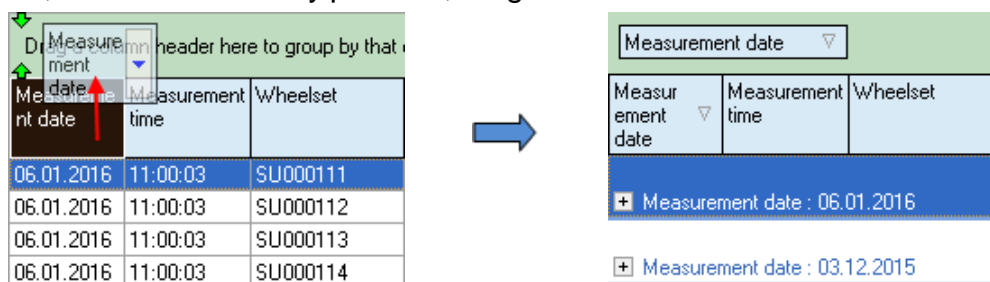 Measure
ment
date
header here to group by that
Measureme
nt date
Measurement
time
Wheelset
06.01.2016 11:00:03 SU000111
06.01.2016 11:00:03 SU000112
06.01.2016 11:00:03 SU000113
06.01.2016 11:00:03 SU000114
Measurement date
Measur
ement
date
Measurement
time
Wheelset
Measurement date : 06.01.2016
Measurement date : 03.12.2015